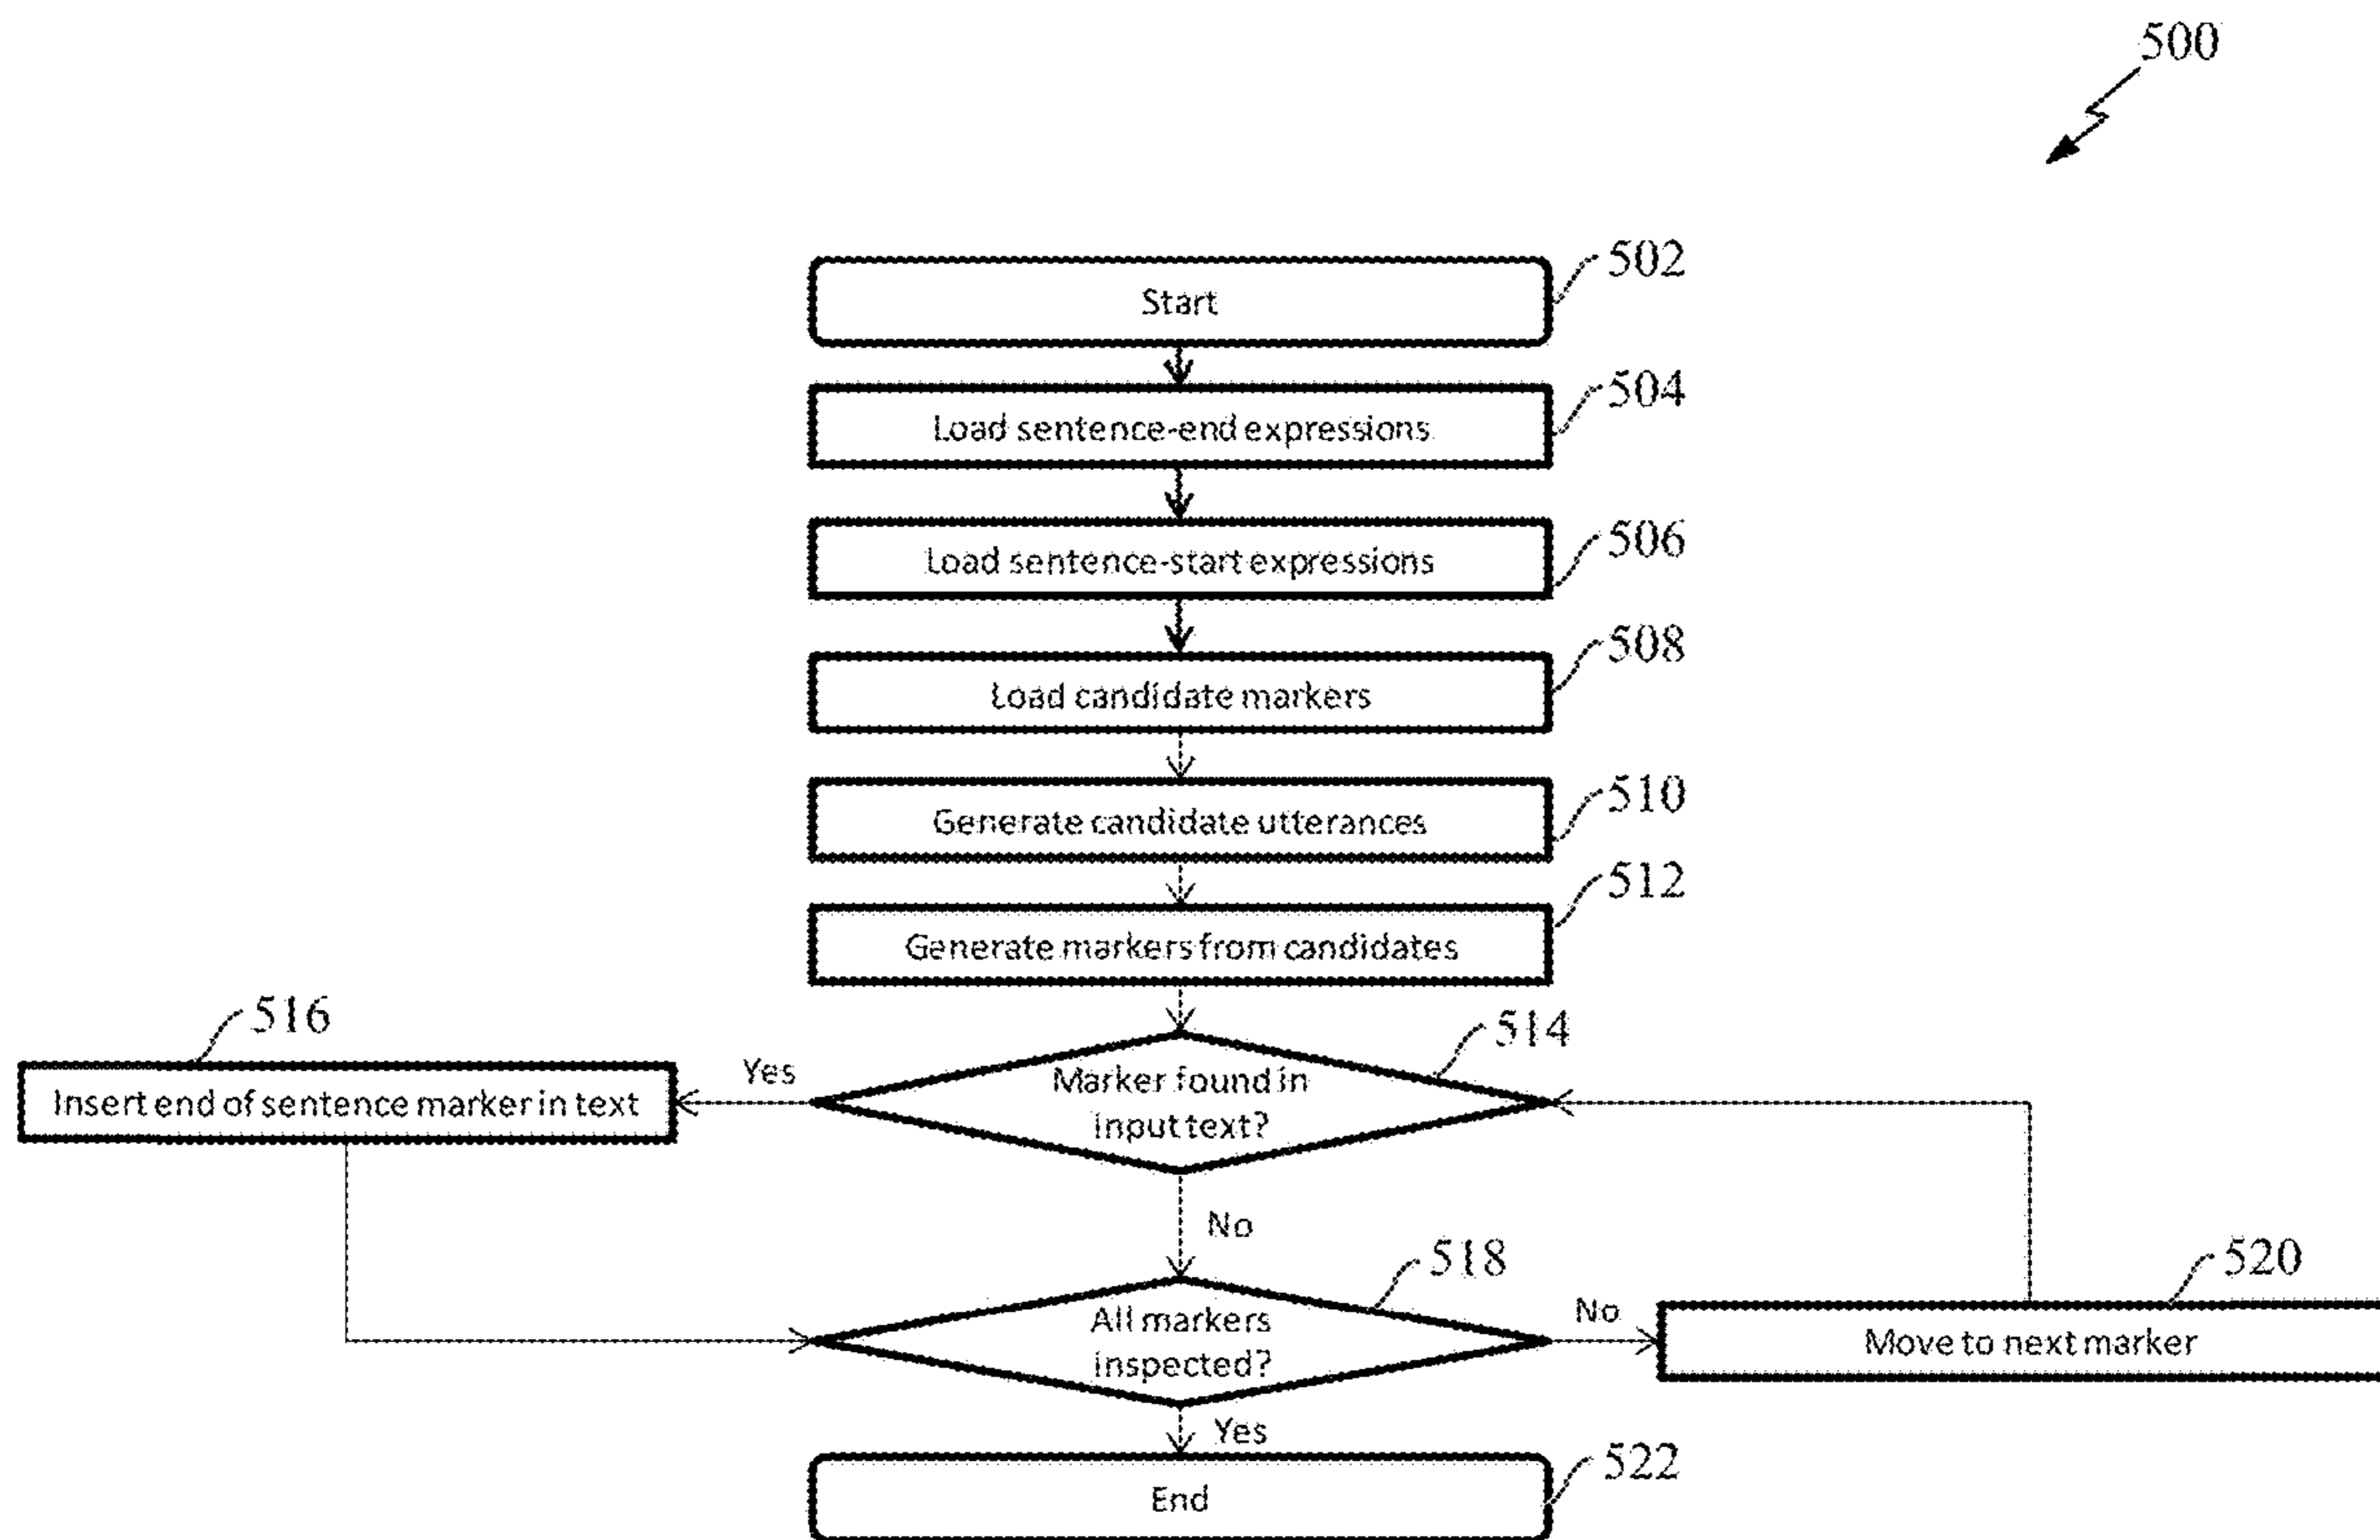 500
502
Start
504
Load sentence-end expressions
506
Load sentence-start expressions
508
Load candidate markers
510
Generate candidate utterances
512
Generate markers from candidates
516
514
Yes
Marker found in
input text?
Insert end of sentence marker in text
No
518
520
All markers
inspected?
No
Move to next marker
Yes
522
End